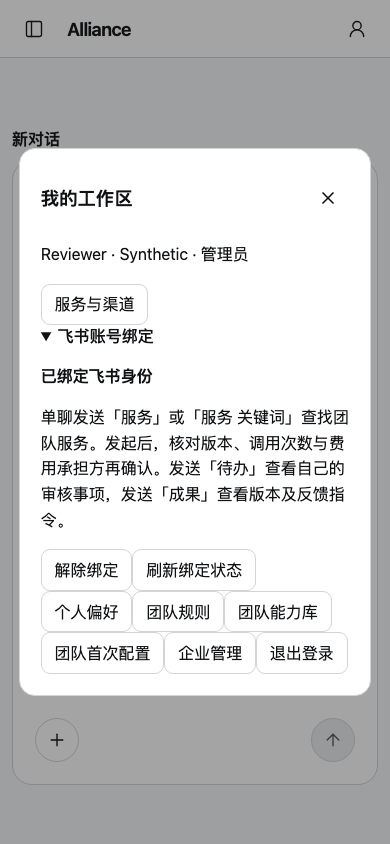 Alliance
新对话
我的工作区
Reviewer · Synthetic · 管理员
服务与渠道
▼ 飞书账号绑定
已绑定飞书身份
单聊发送「服务」或「服务 关键词」查找团
队服务。发起后，核对版本、调用次数与费
用承担方再确认。发送「待办」查看自己的
审核事项，发送「成果」查看版本及反馈指
令。
解除绑定 刷新绑定状态
个人偏好 团队规则 团队能力库
团队首次配置 企业管理 退出登录